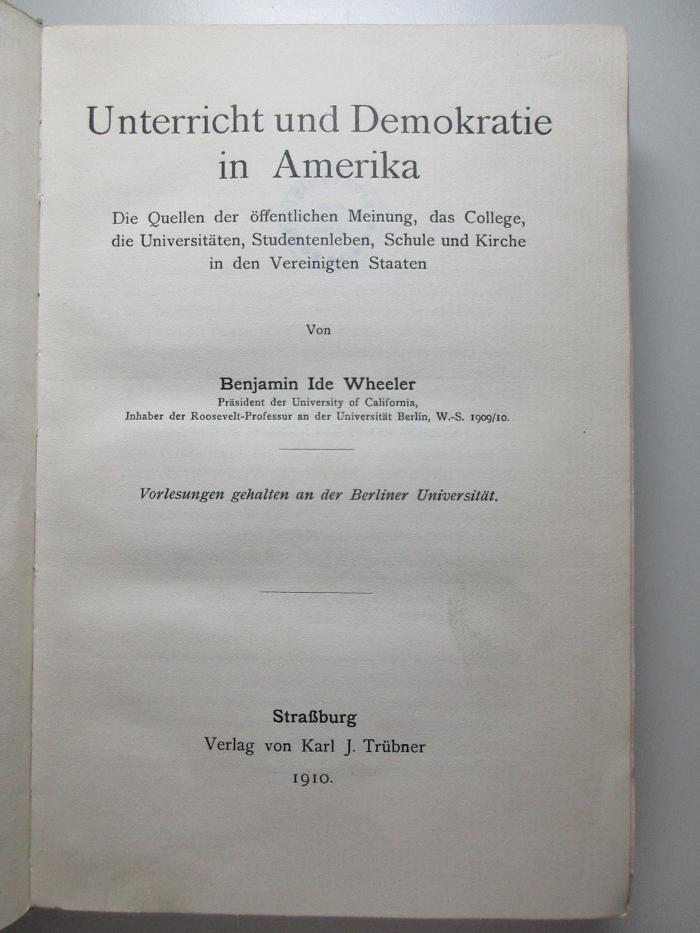 Unterricht und Demokratie
in Amerika
Die Quellen der öffentlichen Meinung, das College,
die Universitäten, Studentenleben, Schule und Kirche
in den Vereinigten Staaten
Von
Benjamin Ide Wheeler
Präsident der University of California,
Inhaber der Roosevelt-Professur an der Universität Berlin, W.-S. 1909/10.
Vorlesungen gehalten an der Berliner Universität.
Straßburg
Verlag von Karl J. Trübner
1910.